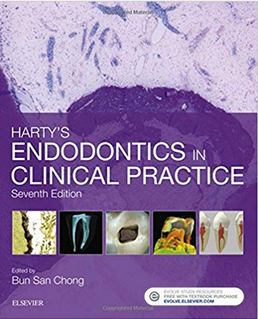 HARTY'S
ENDODONTICS IN
CLINICAL PRACTICE
Seventh Edition
Edited by
Bun San Chong
ELSEVIER
EVOLVE STUDY RESOURCES
FREE WITH TEXTBOOK PURCHASE
EVOLVE.ELSEVIER.COM